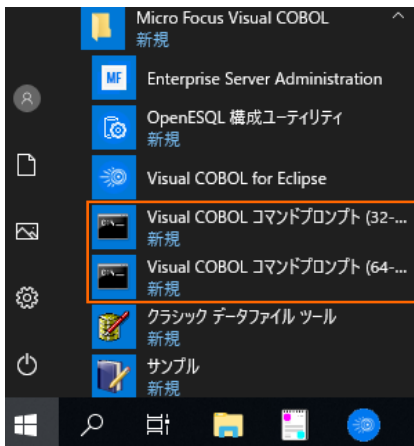 Micro Focus Visual COBOL
新規
MF
Enterprise Server Administration
OpenESQL 構成ユーティリティ
新規
Visual COBOL for Eclipse
Visual COBOL コマンドプロンプト (32-...
新規
Visual COBOL コマンドプロンプト (64-...
新規
クラシック データファイル ツール
新規
サンプル
新規